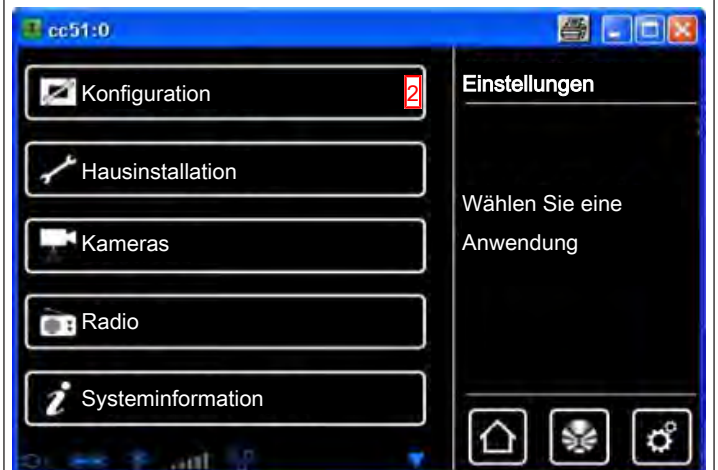 cc51:0
Konfiguration 2
Hausinstallation
Kameras
Radio
Systeminformation
Einstellungen
Wählen Sie eine
Anwendung